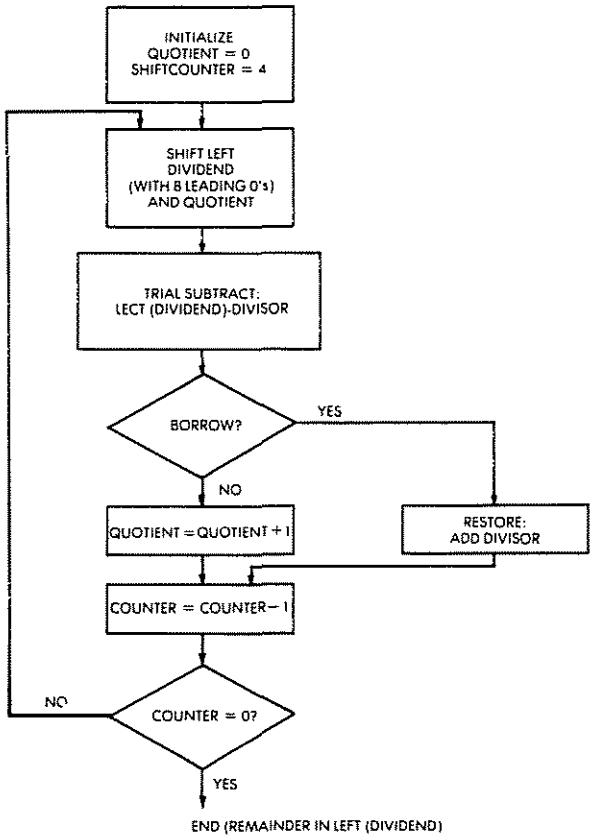 INITIALIZE
QUOTIENT = 0
SHIFTCOUNTER = 4
SHIFT LEFT
DIVIDEND
(WITH 8 LEADING 0's)
AND QUOTIENT
TRIAL SUBTRACT:
LECT (DIVIDEND)-DIVISOR
BORROW?
YES
NO
QUOTIENT = QUOTIENT + 1
RESTORE:
ADD DIVISOR
COUNTER = COUNTER - 1
NO
COUNTER = 0?
YES
END (REMAINDER IN LEFT (DIVIDEND)